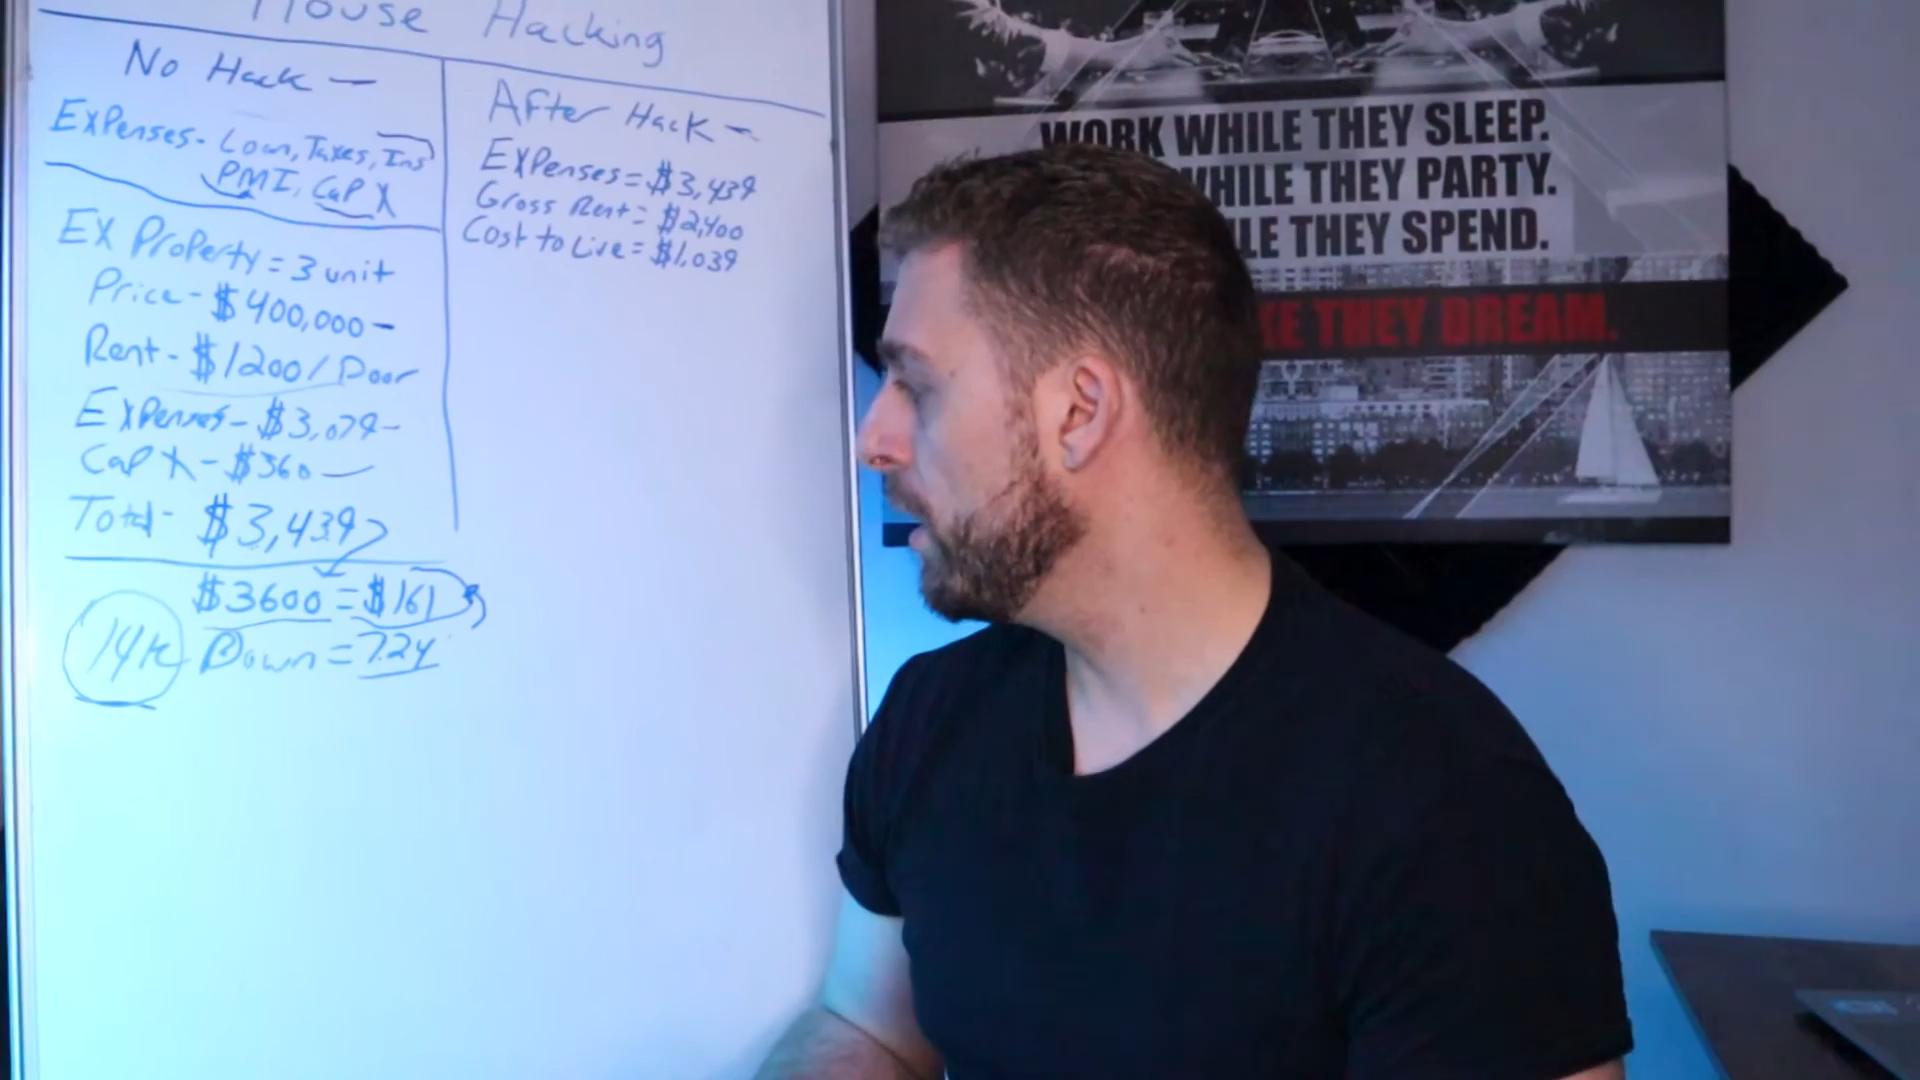 House Hacking
No Hack -
Expenses - Loan, Taxes, Ins
PMI, Cap X
EX Property = 3 unit
Price - $400,000 -
Rent - $1200 / Door
Expenses - $3,079 -
Cap X - $360 -
Total - $3,439
$3600 = $161
14k Down = 7.24
After Hack -
Expenses = $3,439
Gross Rent = $2,400
Cost to Live = $1,039
WORK WHILE THEY SLEEP.
WHILE THEY PARTY.
THEY SPEND.
THEY DREAM.